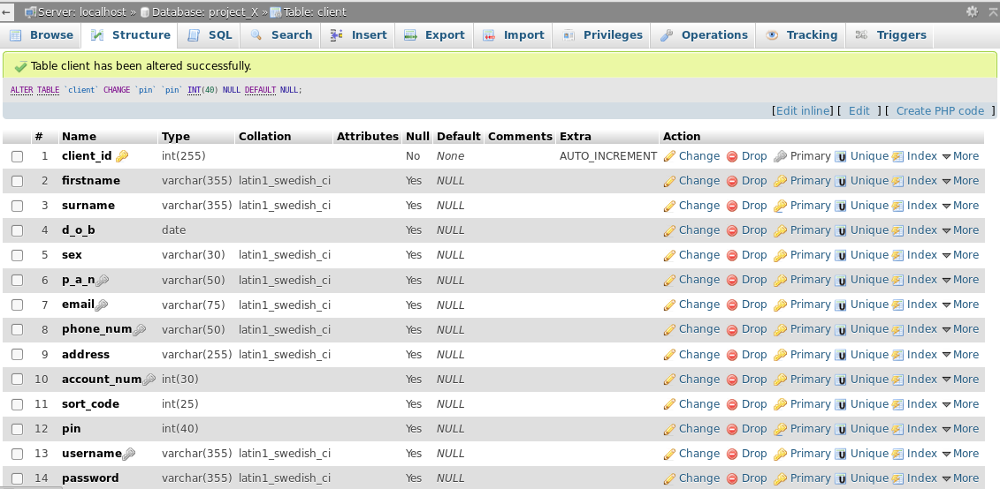 Server: localhost » Database: project_X » Table: client
Browse Structure SQL Search Insert Export Import Privileges Operations Tracking Triggers
Table client has been altered successfully.
ALTER TABLE `client` CHANGE `pin` `pin` INT(40) NULL DEFAULT NULL;
[Edit inline] [ Edit ] [ Create PHP code ]
# Name Type Collation Attributes Null Default Comments Extra Action
1 client_id int(255) No None AUTO_INCREMENT Change Drop Primary Unique Index More
2 firstname varchar(355) latin1_swedish_ci Yes NULL Change Drop Primary Unique Index More
3 surname varchar(355) latin1_swedish_ci Yes NULL Change Drop Primary Unique Index More
4 d_o_b date Yes NULL Change Drop Primary Unique Index More
5 sex varchar(30) latin1_swedish_ci Yes NULL Change Drop Primary Unique Index More
6 p_a_n varchar(50) latin1_swedish_ci Yes NULL Change Drop Primary Unique Index More
7 email varchar(75) latin1_swedish_ci Yes NULL Change Drop Primary Unique Index More
8 phone_num varchar(50) latin1_swedish_ci Yes NULL Change Drop Primary Unique Index More
9 address varchar(255) latin1_swedish_ci Yes NULL Change Drop Primary Unique Index More
10 account_num int(30) Yes NULL Change Drop Primary Unique Index More
11 sort_code int(25) Yes NULL Change Drop Primary Unique Index More
12 pin int(40) Yes NULL Change Drop Primary Unique Index More
13 username varchar(355) latin1_swedish_ci Yes NULL Change Drop Primary Unique Index More
14 password varchar(355) latin1_swedish_ci Yes NULL Change Drop Primary Unique Index More